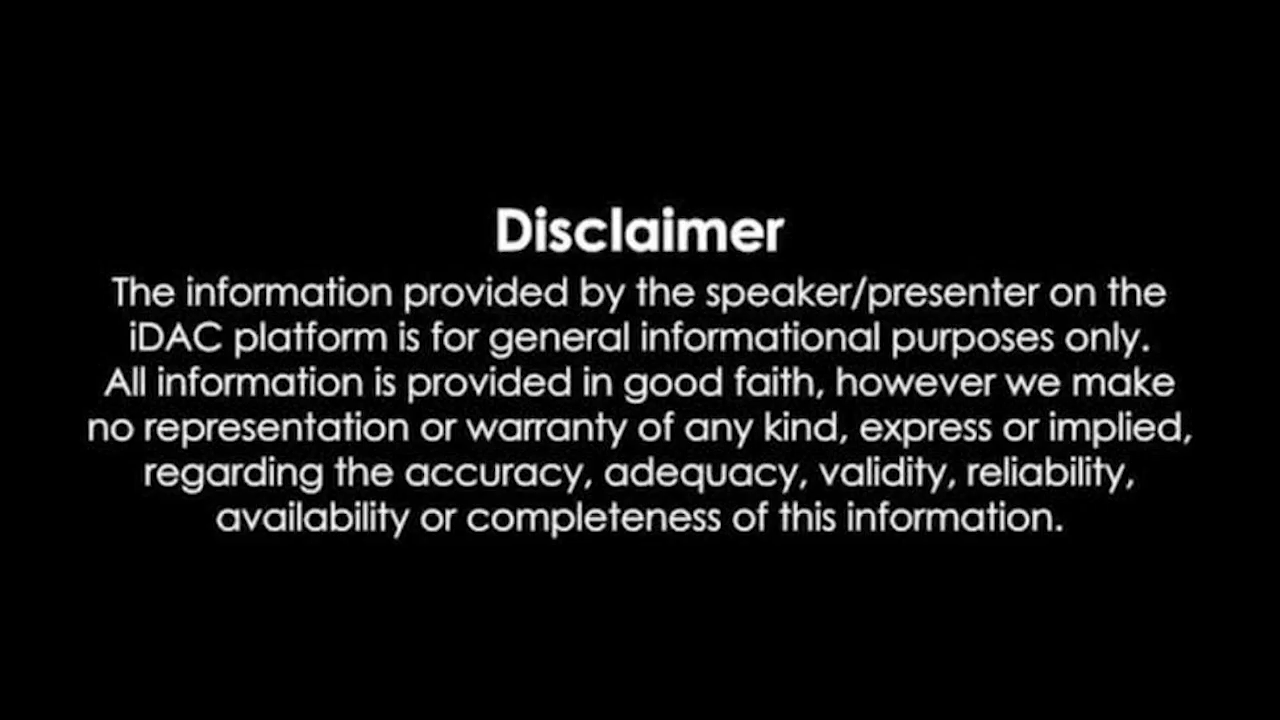 Disclaimer
The information provided by the speaker/presenter on the
iDAC platform is for general informational purposes only.
All information is provided in good faith, however we make
no representation or warranty of any kind, express or implied,
regarding the accuracy, adequacy, validity, reliability,
availability or completeness of this information.